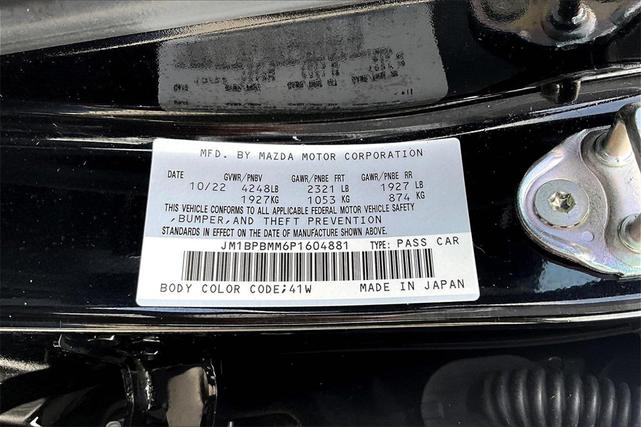 MFD. BY MAZDA MOTOR CORPORATION
DATE GVWR/PNBV GAWR/PNBE FRT GAWR/PNBE RR
10/22 4248LB 2321 LB 1927 LB
1927KG 1053 KG 874 KG
THIS VEHICLE CONFORMS TO ALL APPLICABLE FEDERAL MOTOR VEHICLE SAFETY
,BUMPER,AND THEFT PREVENTION
STANDARDS IN EFFECT ON THE DATE OF MANUFACTURE SHOWN ABOVE.
JM1BPBMM6P1604881 TYPE: PASS CAR
BODY COLOR CODE;41W MADE IN JAPAN